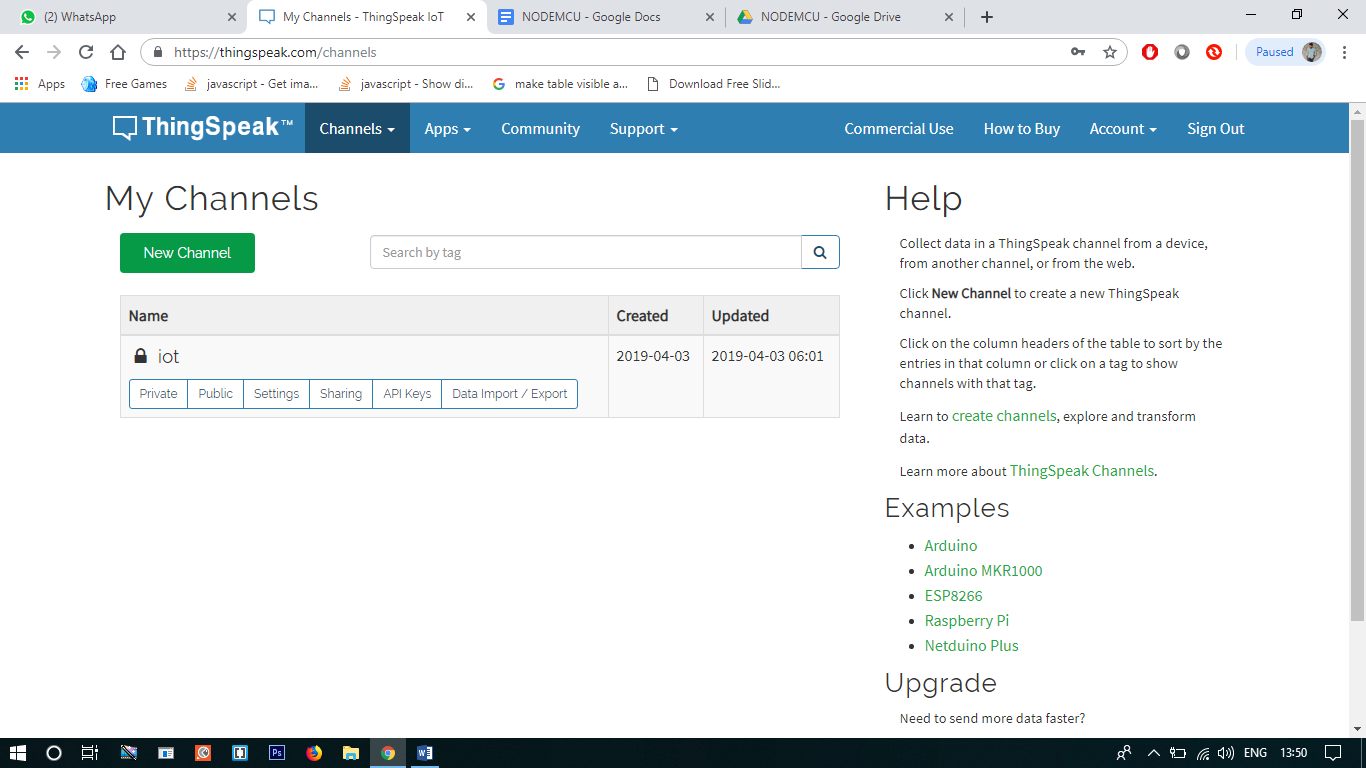 (2) WhatsApp
My Channels - ThingSpeak IoT
NODEMCU - Google Docs
NODEMCU - Google Drive
https://thingspeak.com/channels
Paused
Apps
Free Games
javascript - Get ima...
javascript - Show di...
make table visible a...
Download Free Slid...
ThingSpeak™
Channels
Apps
Community
Support
Commercial Use
How to Buy
Account
Sign Out
My Channels
New Channel
Search by tag
Name
Created
Updated
iot
2019-04-03
2019-04-03 06:01
Private
Public
Settings
Sharing
API Keys
Data Import / Export
Help
Collect data in a ThingSpeak channel from a device,
from another channel, or from the web.
Click New Channel to create a new ThingSpeak
channel.
Click on the column headers of the table to sort by the
entries in that column or click on a tag to show
channels with that tag.
Learn to create channels, explore and transform
data.
Learn more about ThingSpeak Channels.
Examples
Arduino
Arduino MKR1000
ESP8266
Raspberry Pi
Netduino Plus
Upgrade
Need to send more data faster?
Ps
ENG
13:50